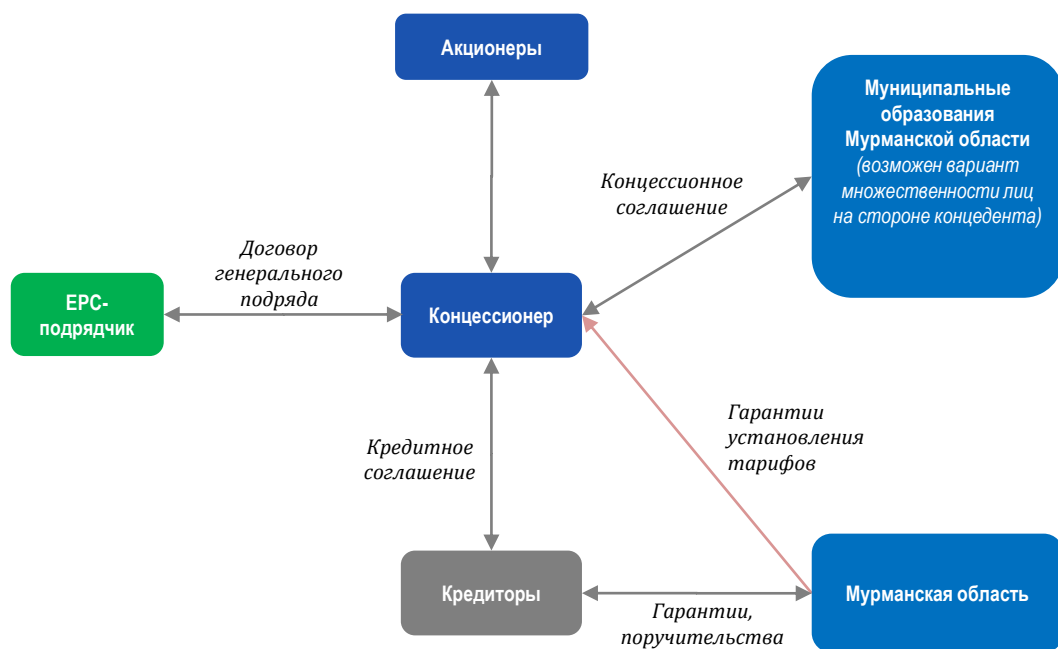 Акционеры
Муниципальные
образования
Мурманской области
(возможен вариант
множественности лиц
на стороне концедента)
Концессионное
соглашение
Договор
генерального
подряда
EPC-
подрядчик
Концессионер
Гарантии
установления
тарифов
Кредитное
соглашение
Кредиторы
Гарантии,
поручительства
Мурманская область